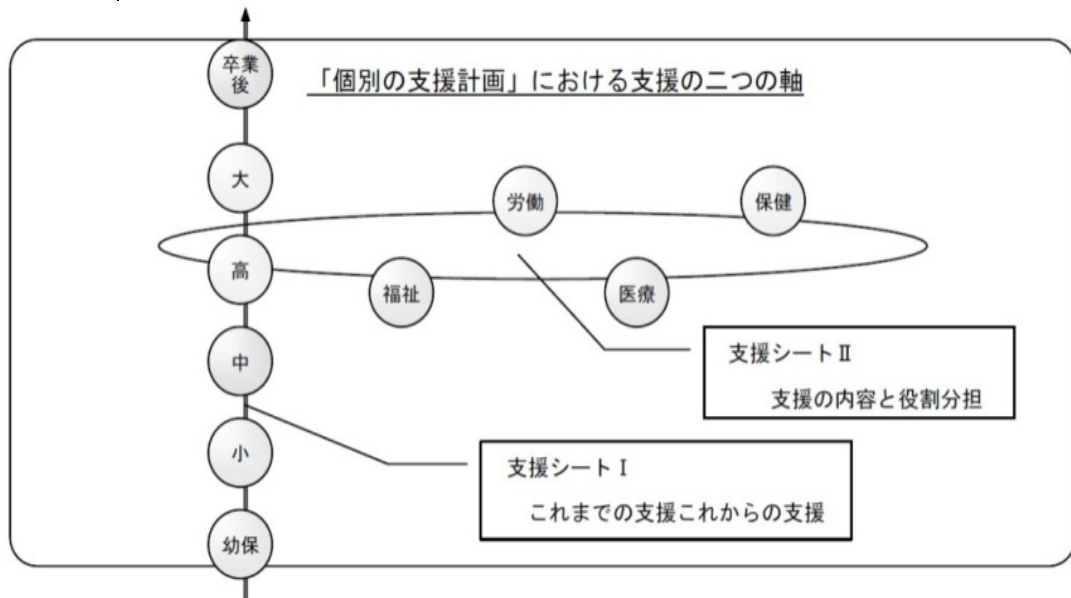 卒業
後
「個別の支援計画」における支援の二つの軸
大
労働
保健
高
福祉
医療
中
支援シートⅡ
支援の内容と役割分担
小
支援シートⅠ
これまでの支援これからの支援
幼保